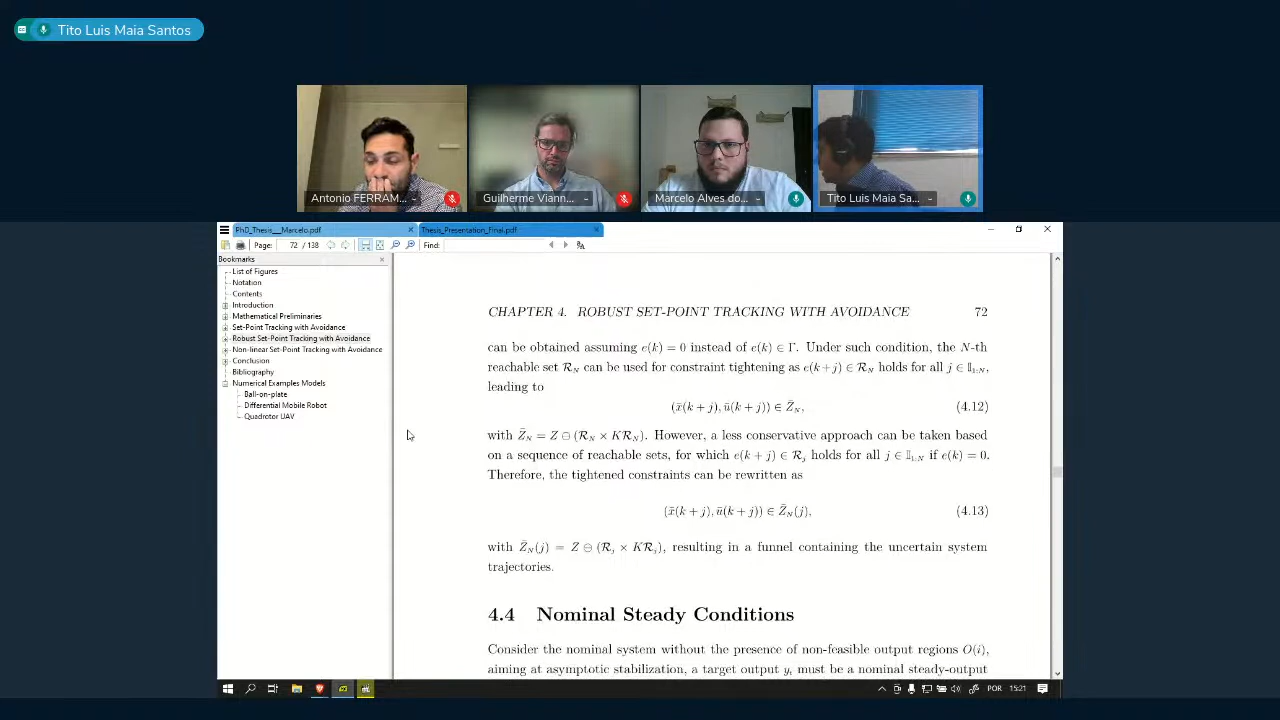 Tito Luis Maia Santos
Antonio FERRAM...
Guilherme Viann...
Marcelo Alves do...
Tito Luis Maia Sa...
PhD_Thesis___Marcelo.pdf
Thesis_Presentation_Final.pdf
Page: 72 / 138
Find:
Bookmarks
List of Figures
Notation
Contents
Introduction
Mathematical Preliminaries
Set-Point Tracking with Avoidance
Robust Set-Point Tracking with Avoidance
Non-linear Set-Point Tracking with Avoidance
Conclusion
Bibliography
Numerical Examples Models
Ball-on-plate
Differential Mobile Robot
Quadrotor UAV
CHAPTER 4. ROBUST SET-POINT TRACKING WITH AVOIDANCE 72
can be obtained assuming e(k) = 0 instead of e(k) ∈ Γ. Under such condition, the N-th
reachable set 𝓡_N can be used for constraint tightening as e(k+j) ∈ 𝓡_N holds for all j ∈ 𝕀_{1:N},
leading to
(x̄(k + j), ū(k + j)) ∈ Z̄_N, (4.12)
with Z̄_N = Z ⊖ (𝓡_N × K𝓡_N). However, a less conservative approach can be taken based
on a sequence of reachable sets, for which e(k + j) ∈ 𝓡_j holds for all j ∈ 𝕀_{1:N} if e(k) = 0.
Therefore, the tightened constraints can be rewritten as
(x̄(k + j), ū(k + j)) ∈ Z̄_N(j), (4.13)
with Z̄_N(j) = Z ⊖ (𝓡_j × K𝓡_j), resulting in a funnel containing the uncertain system
trajectories.
4.4 Nominal Steady Conditions
Consider the nominal system without the presence of non-feasible output regions O(i),
aiming at asymptotic stabilization, a target output y, must be a nominal steady-output
POR 15:21